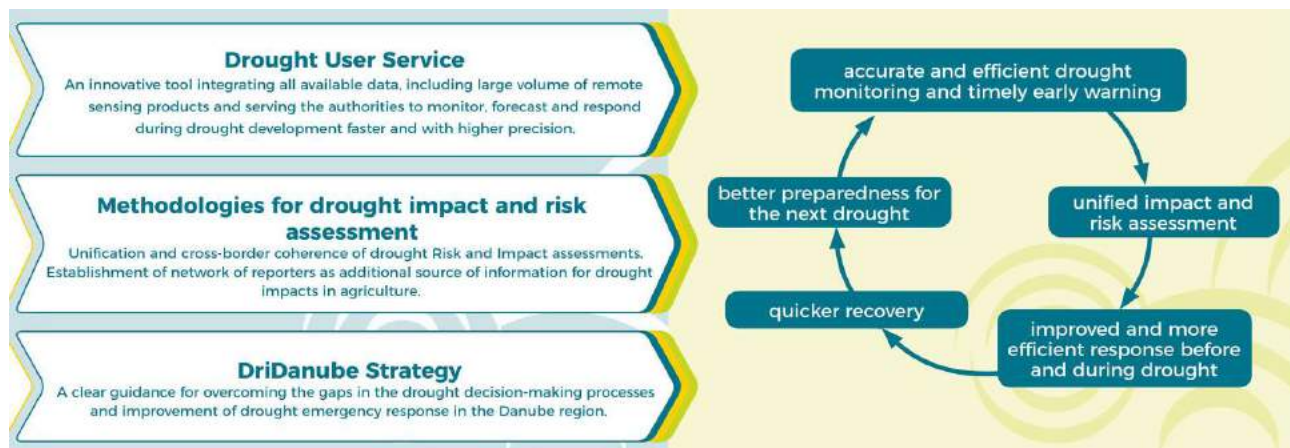 Drought User Service
An innovative tool integrating all available data, including large volume of remote
sensing products and serving the authorities to monitor, forecast and respond
during drought development faster and with higher precision.
Methodologies for drought impact and risk
assessment
Unification and cross-border coherence of drought Risk and Impact assessments.
Establishment of network of reporters as additional source of information for drought
impacts in agriculture.
DriDanube Strategy
A clear guidance for overcoming the gaps in the drought decision-making processes
and improvement of drought emergency response in the Danube region.
accurate and efficient drought
monitoring and timely early warning
unified impact and
risk assessment
improved and more
efficient response before
and during drought
quicker recovery
better preparedness for
the next drought